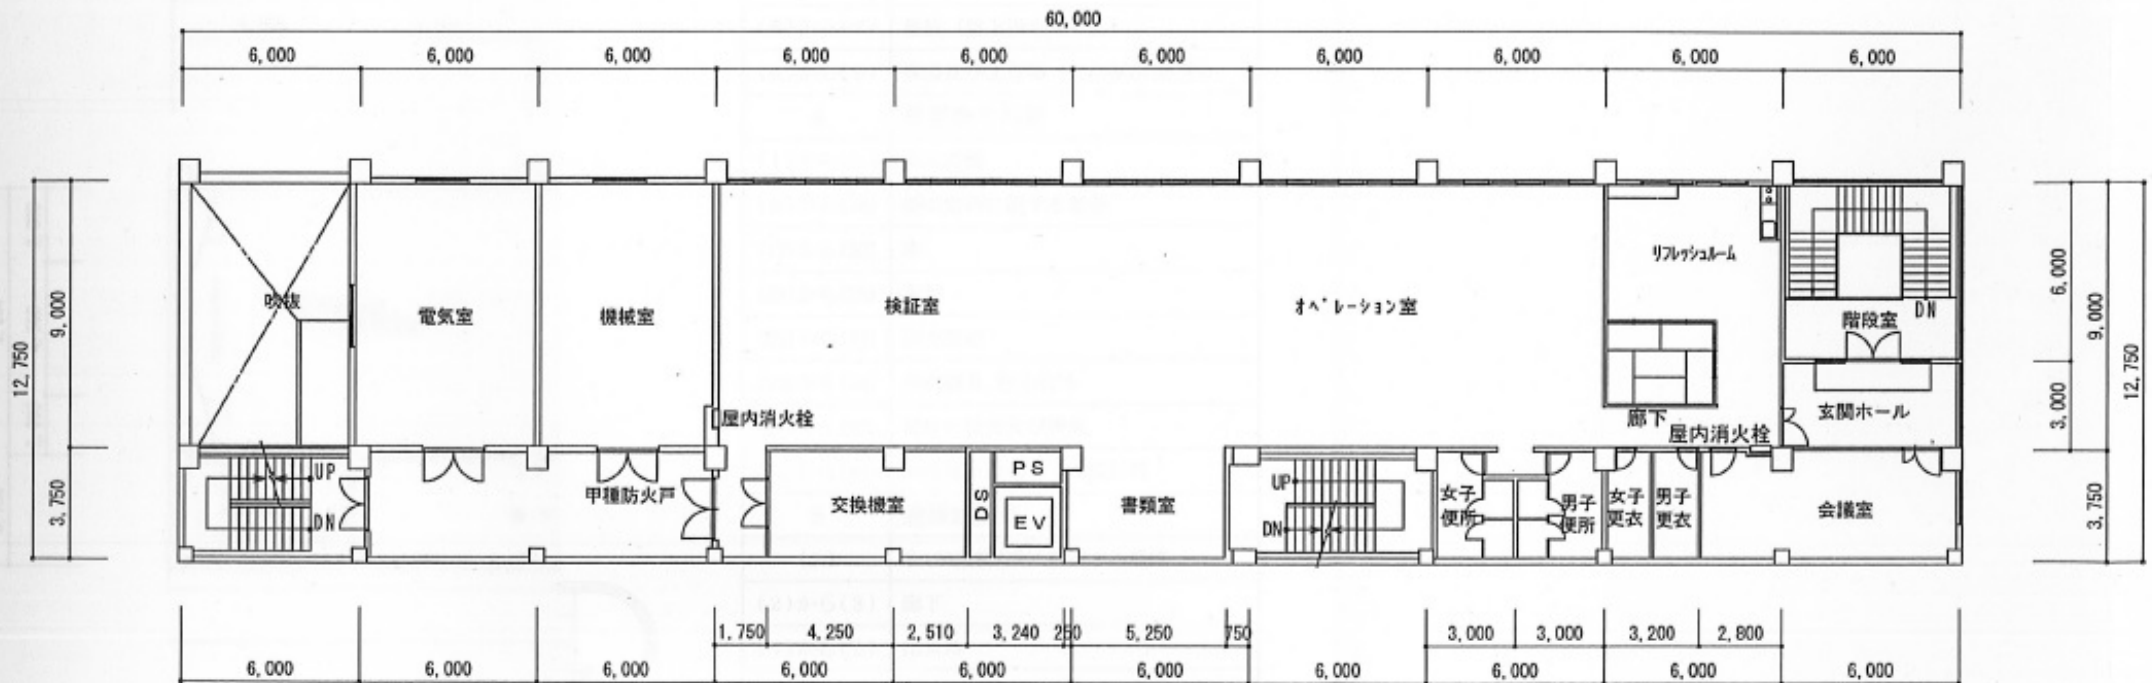 60,000
6,000 6,000 6,000 6,000 6,000 6,000 6,000 6,000 6,000 6,000
12,750
9,000
3,750
吹抜
電気室
機械室
検証室
オペレーション室
リフレッシュルーム
階段室
DN
玄関ホール
廊下
屋内消火栓
屋内消火栓
UP
DN
甲種防火戸
交換機室
DS
PS
EV
書類室
UP
DN
女子
便所
男子
便所
女子
更衣
男子
更衣
会議室
6,000
3,000
9,000
3,750
12,750
1,750 4,250 2,510 3,240 250 5,250 750 3,000 3,000 3,200 2,800
6,000 6,000 6,000 6,000 6,000 6,000 6,000 6,000 6,000 6,000